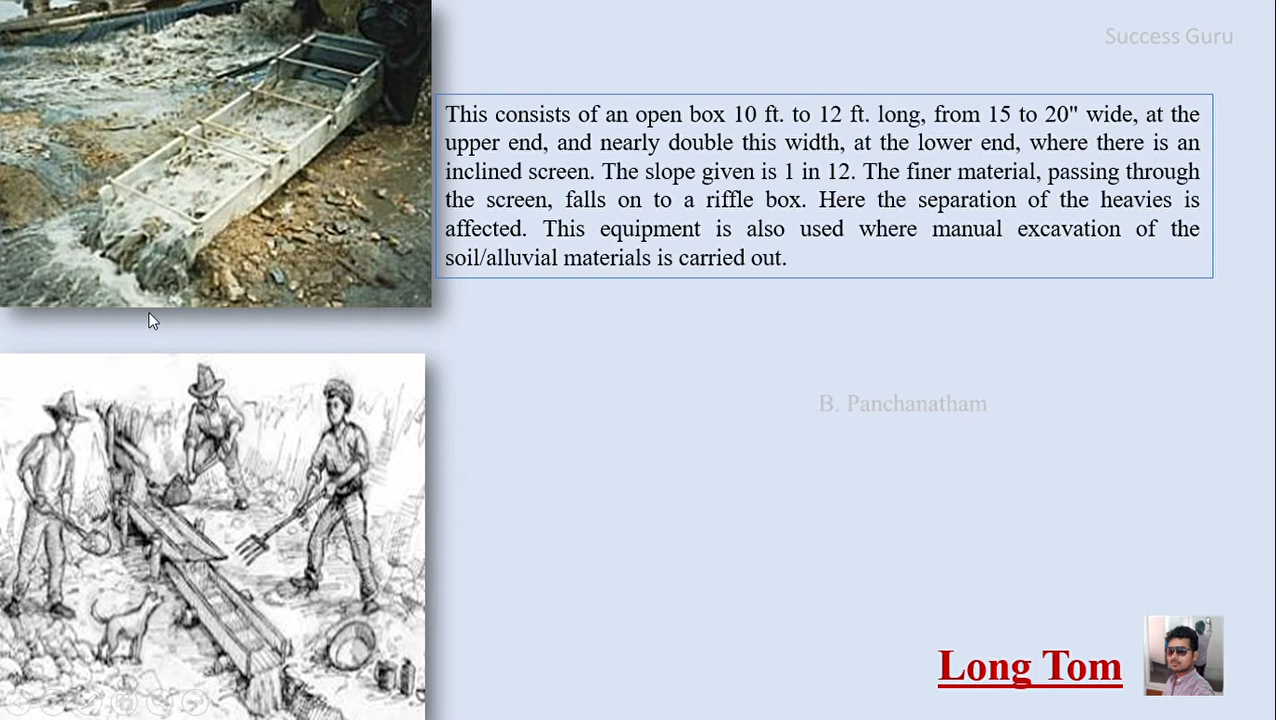 Success Guru
This consists of an open box 10 ft. to 12 ft. long, from 15 to 20" wide, at the
upper end, and nearly double this width, at the lower end, where there is an
inclined screen. The slope given is 1 in 12. The finer material, passing through
the screen, falls on to a riffle box. Here the separation of the heavies is
affected. This equipment is also used where manual excavation of the
soil/alluvial materials is carried out.
B. Panchanatham
Long Tom